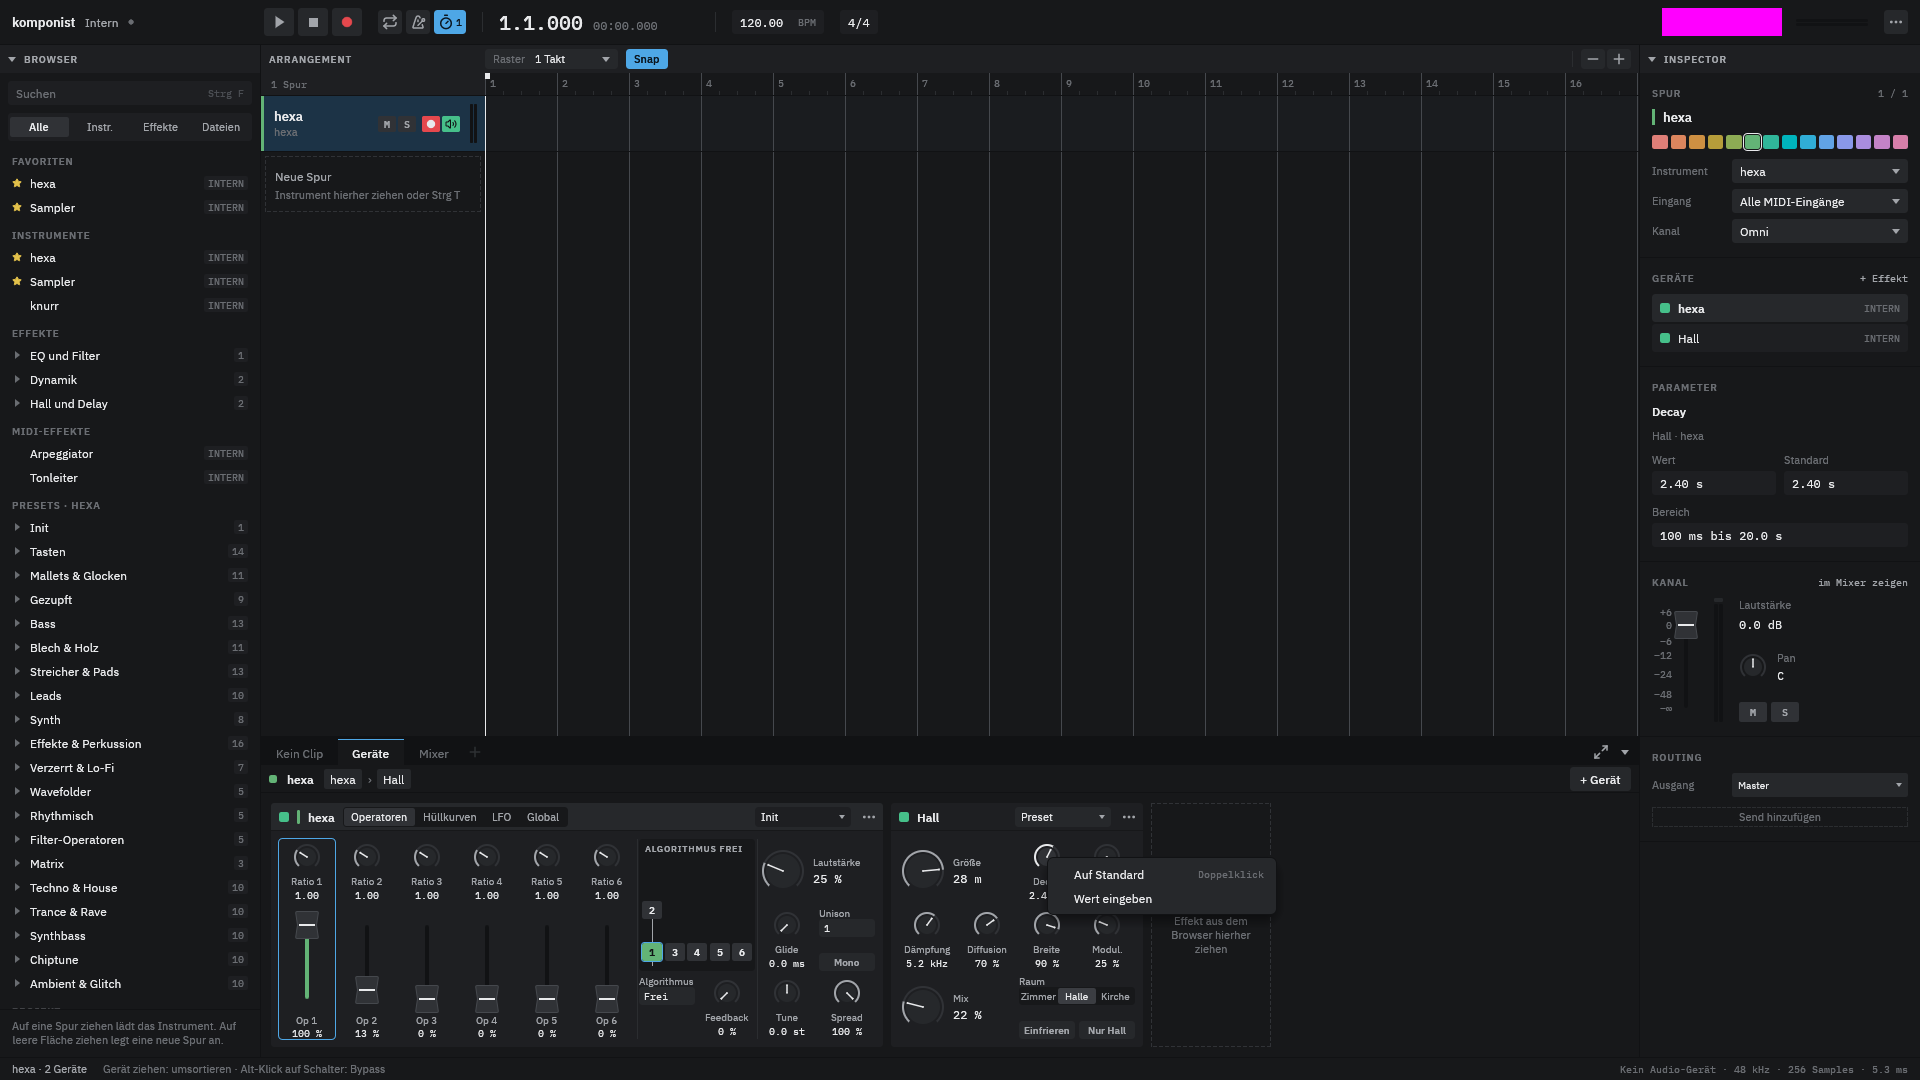 komponist Intern
1
1.1.000 00:00.000
120.00 BPM
4/4
BROWSER
Suchen Strg F
Alle Instr. Effekte Dateien
FAVORITEN
hexa INTERN
Sampler INTERN
INSTRUMENTE
hexa INTERN
Sampler INTERN
knurr INTERN
EFFEKTE
EQ und Filter 1
Dynamik 2
Hall und Delay 2
MIDI-EFFEKTE
Arpeggiator INTERN
Tonleiter INTERN
PRESETS · HEXA
Init 1
Tasten 14
Mallets & Glocken 11
Gezupft 9
Bass 13
Blech & Holz 11
Streicher & Pads 13
Leads 10
Synth 8
Effekte & Perkussion 16
Verzerrt & Lo-Fi 7
Wavefolder 5
Rhythmisch 5
Filter-Operatoren 5
Matrix 3
Techno & House 10
Trance & Rave 10
Synthbass 10
Chiptune 10
Ambient & Glitch 10
Auf eine Spur ziehen lädt das Instrument. Auf
leere Fläche ziehen legt eine neue Spur an.
ARRANGEMENT
Raster 1 Takt
Snap
1 Spur
1 2 3 4 5 6 7 8 9 10 11 12 13 14 15 16
hexa
hexa
M S
Neue Spur
Instrument hierher ziehen oder Strg T
Kein Clip Geräte Mixer
hexa hexa › Hall
+ Gerät
hexa Operatoren Hüllkurven LFO Global Init
Ratio 1 Ratio 2 Ratio 3 Ratio 4 Ratio 5 Ratio 6
1.00 1.00 1.00 1.00 1.00 1.00
Op 1 Op 2 Op 3 Op 4 Op 5 Op 6
100 % 13 % 0 % 0 % 0 % 0 %
ALGORITHMUS FREI
2
1 3 4 5 6
Algorithmus
Frei
Feedback
0 %
Lautstärke
25 %
Glide
0.0 ms
Unison
1
Mono
Tune
0.0 st
Spread
100 %
Hall Preset
Größe
28 m
Dec
2.4
Auf Standard Doppelklick
Wert eingeben
Dämpfung Diffusion Breite Modul.
5.2 kHz 70 % 90 % 25 %
Mix
22 %
Raum
Zimmer Halle Kirche
Einfrieren Nur Hall
Effekt aus dem
Browser hierher
ziehen
INSPECTOR
SPUR 1 / 1
hexa
Instrument hexa
Eingang Alle MIDI-Eingänge
Kanal Omni
GERÄTE + Effekt
hexa INTERN
Hall INTERN
PARAMETER
Decay
Hall · hexa
Wert Standard
2.40 s 2.40 s
Bereich
100 ms bis 20.0 s
KANAL im Mixer zeigen
+6
0
−6
−12
−24
−48
−∞
Lautstärke
0.0 dB
Pan
C
M S
ROUTING
Ausgang Master
Send hinzufügen
hexa · 2 Geräte Gerät ziehen: umsortieren · Alt-Klick auf Schalter: Bypass
Kein Audio-Gerät · 48 kHz · 256 Samples · 5.3 ms